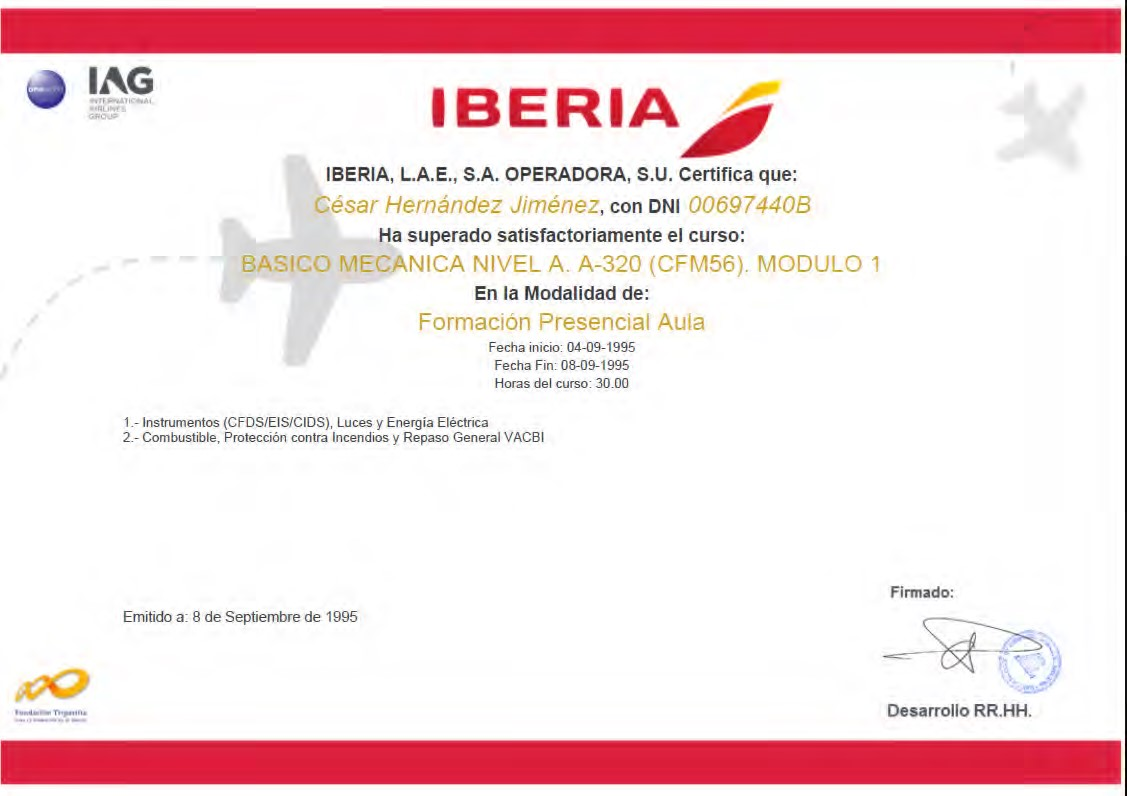 oneworld
IAG
INTERNATIONAL
AIRLINES
GROUP
IBERIA
IBERIA, L.A.E., S.A. OPERADORA, S.U. Certifica que:
César Hernández Jiménez, con DNI 00697440B
Ha superado satisfactoriamente el curso:
BASICO MECANICA NIVEL A. A-320 (CFM56). MODULO 1
En la Modalidad de:
Formación Presencial Aula
Fecha inicio: 04-09-1995
Fecha Fin: 08-09-1995
Horas del curso: 30.00
1.- Instrumentos (CFDS/EIS/CIDS), Luces y Energía Eléctrica
2.- Combustible, Protección contra Incendios y Repaso General VACBI
Firmado:
Emitido a: 8 de Septiembre de 1995
Fundación Tripartita
Desarrollo RR.HH.